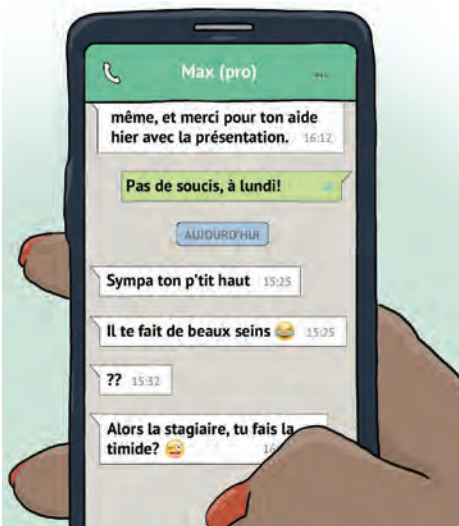 Max (pro)
même, et merci pour ton aide
hier avec la présentation. 16:12
Pas de soucis, à lundi!
AUJOURD'HUI
Sympa ton p'tit haut 15:25
Il te fait de beaux seins 😂 15:25
?? 15:32
Alors la stagiaire, tu fais la
timide? 😜